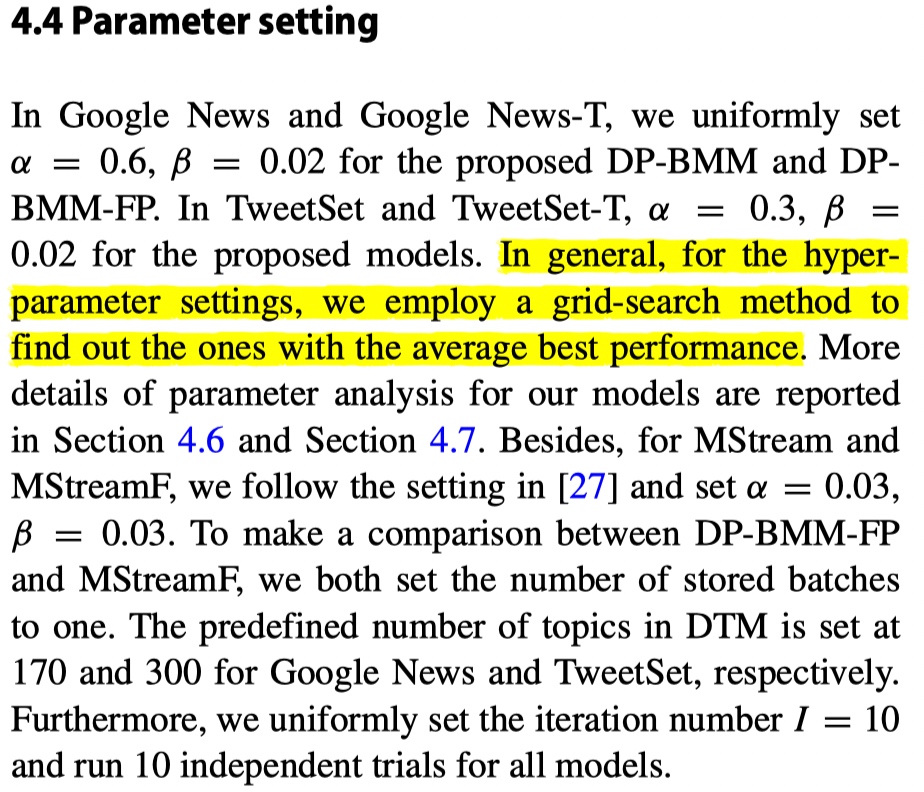 4.4 Parameter setting
In Google News and Google News-T, we uniformly set
α = 0.6, β = 0.02 for the proposed DP-BMM and DP-
BMM-FP. In TweetSet and TweetSet-T, α = 0.3, β =
0.02 for the proposed models. In general, for the hyper-
parameter settings, we employ a grid-search method to
find out the ones with the average best performance. More
details of parameter analysis for our models are reported
in Section 4.6 and Section 4.7. Besides, for MStream and
MStreamF, we follow the setting in [27] and set α = 0.03,
β = 0.03. To make a comparison between DP-BMM-FP
and MStreamF, we both set the number of stored batches
to one. The predefined number of topics in DTM is set at
170 and 300 for Google News and TweetSet, respectively.
Furthermore, we uniformly set the iteration number I = 10
and run 10 independent trials for all models.